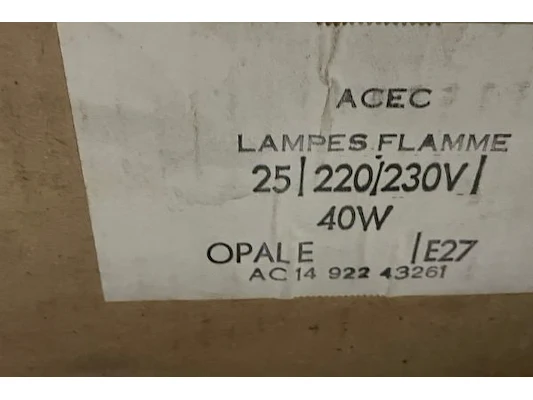 ACEC
LAMPES FLAMME
25/220/230V/
40W
OPALE /E27
AC 14 922 43261